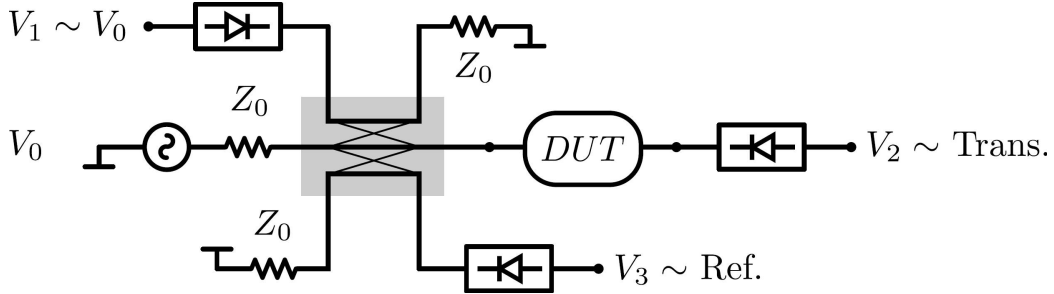 V₁ ~ V₀
Z₀
Z₀
V₀
DUT
V₂ ~ Trans.
Z₀
V₃ ~ Ref.